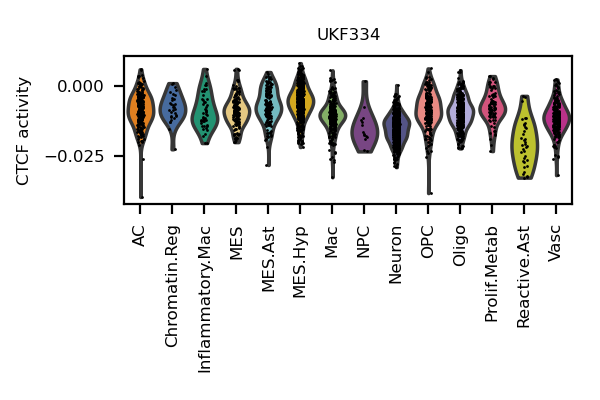 UKF334
CTCF activity
0.000
−0.025
AC
Chromatin.Reg
Inflammatory.Mac
MES
MES.Ast
MES.Hyp
Mac
NPC
Neuron
OPC
Oligo
Prolif.Metab
Reactive.Ast
Vasc